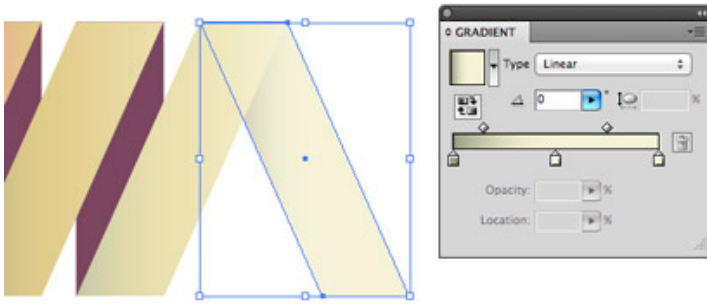 GRADIENT
Type Linear
0 ° %
Opacity: %
Location: %